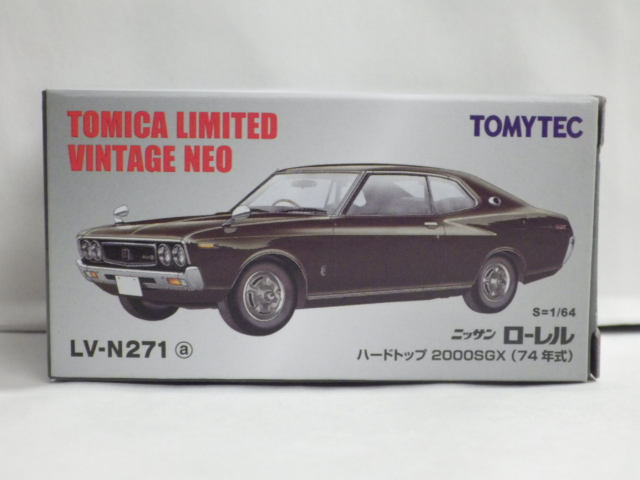 TOMICA LIMITED
VINTAGE NEO
TOMYTEC
S=1/64
LV-N271 ⓐ
ニッサン ローレル
ハードトップ 2000SGX (74年式)